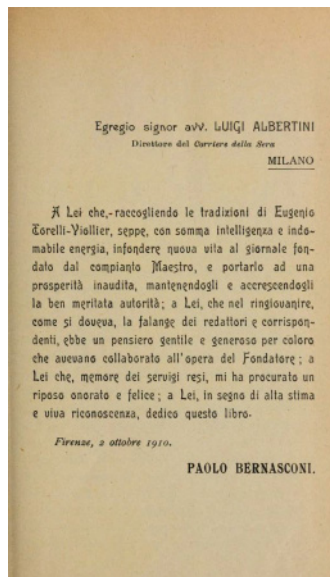 Egregio signor avv. LUIGI ALBERTINI
Direttore del Corriere della Sera
MILANO
A Lei che,-raccogliendo le tradizioni di Eugenio
Torelli-Viollier, seppe, con somma intelligenza e indo-
mabile energia, infondere nuova vita al giornale fon-
dato dal compianto Maestro, e portarlo ad una
prosperità inaudita, mantenendogli e accrescendogli
la ben meritata autorità; a Lei, che nel ringiovanire,
come si doveva, la falange dei redattori e corrispon-
denti, ebbe un pensiero gentile e generoso per coloro
che avevano collaborato all'opera del Fondatore; a
Lei che, memore dei servigi resi, mi ha procurato un
riposo onorato e felice; a Lei, in segno di alta stima
e viva riconoscenza, dedico questo libro.
Firenze, 2 ottobre 1910.
PAOLO BERNASCONI.